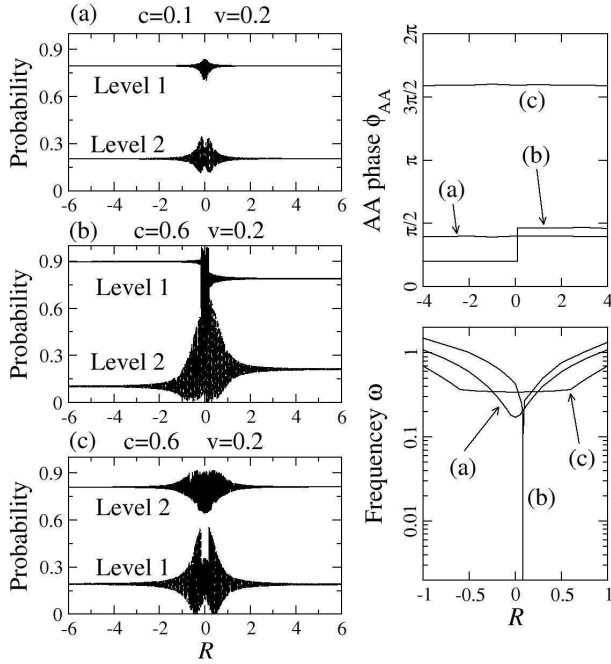 (a) c=0.1 v=0.2
Probability
0.9
0.6
0.3
0
Level 1
Level 2
-6 -4 -2 0 2 4 6
(b) c=0.6 v=0.2
Probability
0.9
0.6
0.3
0
Level 1
Level 2
-6 -4 -2 0 2 4 6
(c) c=0.6 v=0.2
Probability
0.9
0.6
0.3
0
Level 2
Level 1
-6 -4 -2 0 2 4 6
R
AA phase ϕ_AA
2π
3π/2
π
π/2
0
(c)
(b)
(a)
-4 -2 0 2 4
Frequencey ω
1
0.1
0.01
(a)
(b)
(c)
-1 -0.5 0 0.5 1
R